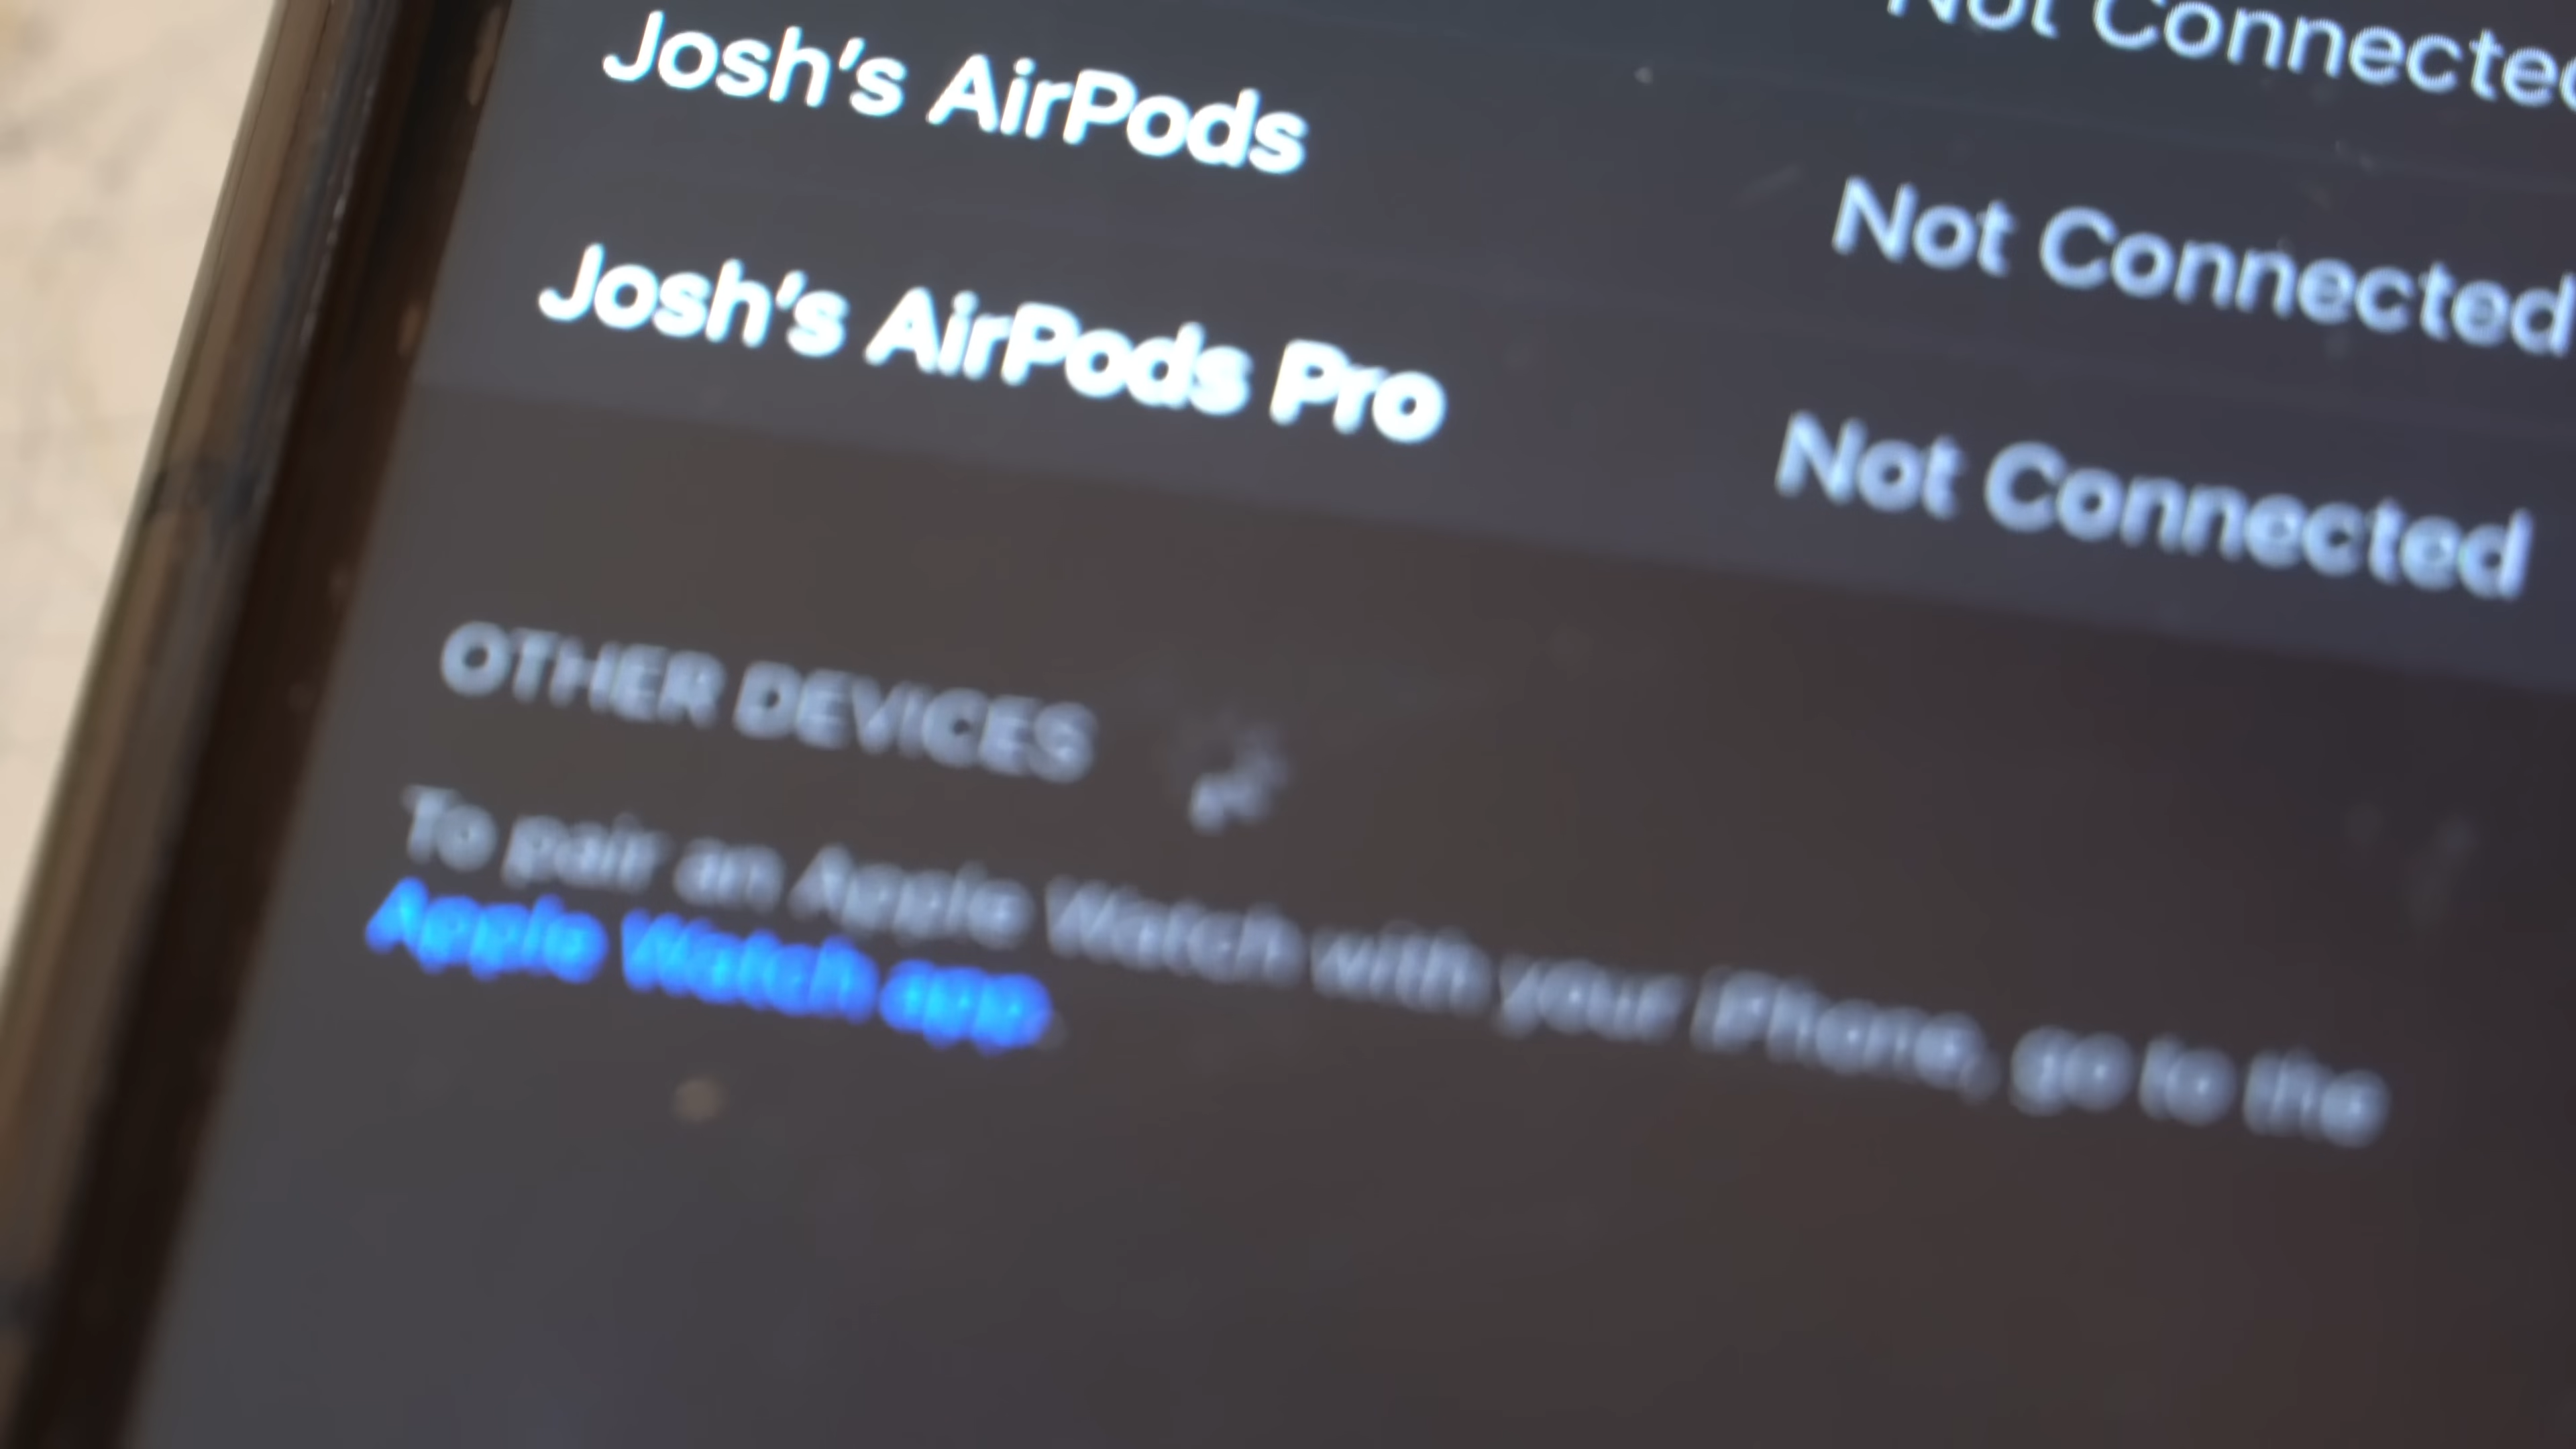 Not Connected
Josh's AirPods
Not Connected
Josh's AirPods Pro
Not Connected
OTHER DEVICES
To pair an Apple Watch with your iPhone, go to the
Apple Watch app.